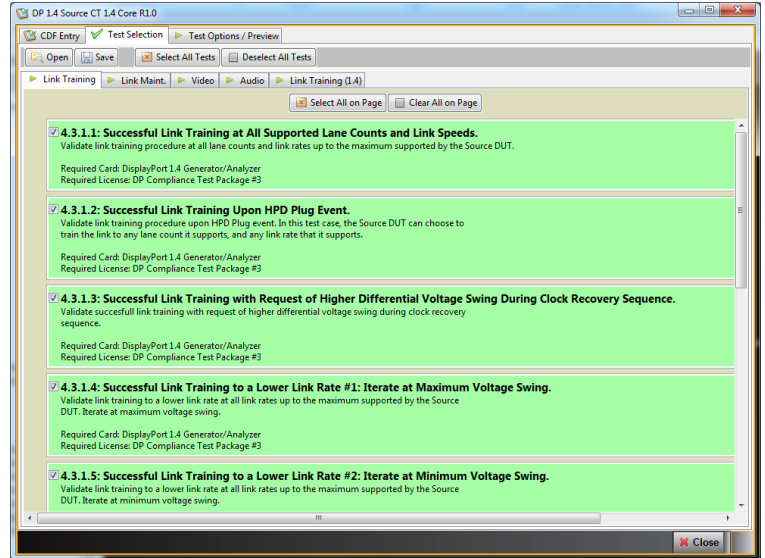 DP 1.4 Source CT 1.4 Core R1.0
CDF Entry Test Selection Test Options / Preview
Open Save Select All Tests Deselect All Tests
Link Training Link Maint. Video Audio Link Training (1.4)
Select All on Page Clear All on Page
4.3.1.1: Successful Link Training at All Supported Lane Counts and Link Speeds.
Validate link training procedure at all lane counts and link rates up to the maximum supported by the Source DUT.
Required Card: DisplayPort 1.4 Generator/Analyzer
Required License: DP Compliance Test Package #3
4.3.1.2: Successful Link Training Upon HPD Plug Event.
Validate link training procedure upon HPD Plug event. In this test case, the Source DUT can choose to
train the link to any lane count it supports, and any link rate that it supports.
Required Card: DisplayPort 1.4 Generator/Analyzer
Required License: DP Compliance Test Package #3
4.3.1.3: Successful Link Training with Request of Higher Differential Voltage Swing During Clock Recovery Sequence.
Validate succesfull link training with request of higher differential voltage swing during clock recovery
sequence.
Required Card: DisplayPort 1.4 Generator/Analyzer
Required License: DP Compliance Test Package #3
4.3.1.4: Successful Link Training to a Lower Link Rate #1: Iterate at Maximum Voltage Swing.
Validate link training to a lower link rate at all link rates up to the maximum supported by the Source
DUT. Iterate at maximum voltage swing.
Required Card: DisplayPort 1.4 Generator/Analyzer
Required License: DP Compliance Test Package #3
4.3.1.5: Successful Link Training to a Lower Link Rate #2: Iterate at Minimum Voltage Swing.
Validate link training to a lower link rate at all link rates up to the maximum supported by the Source
DUT. Iterate at minimum voltage swing.
Close